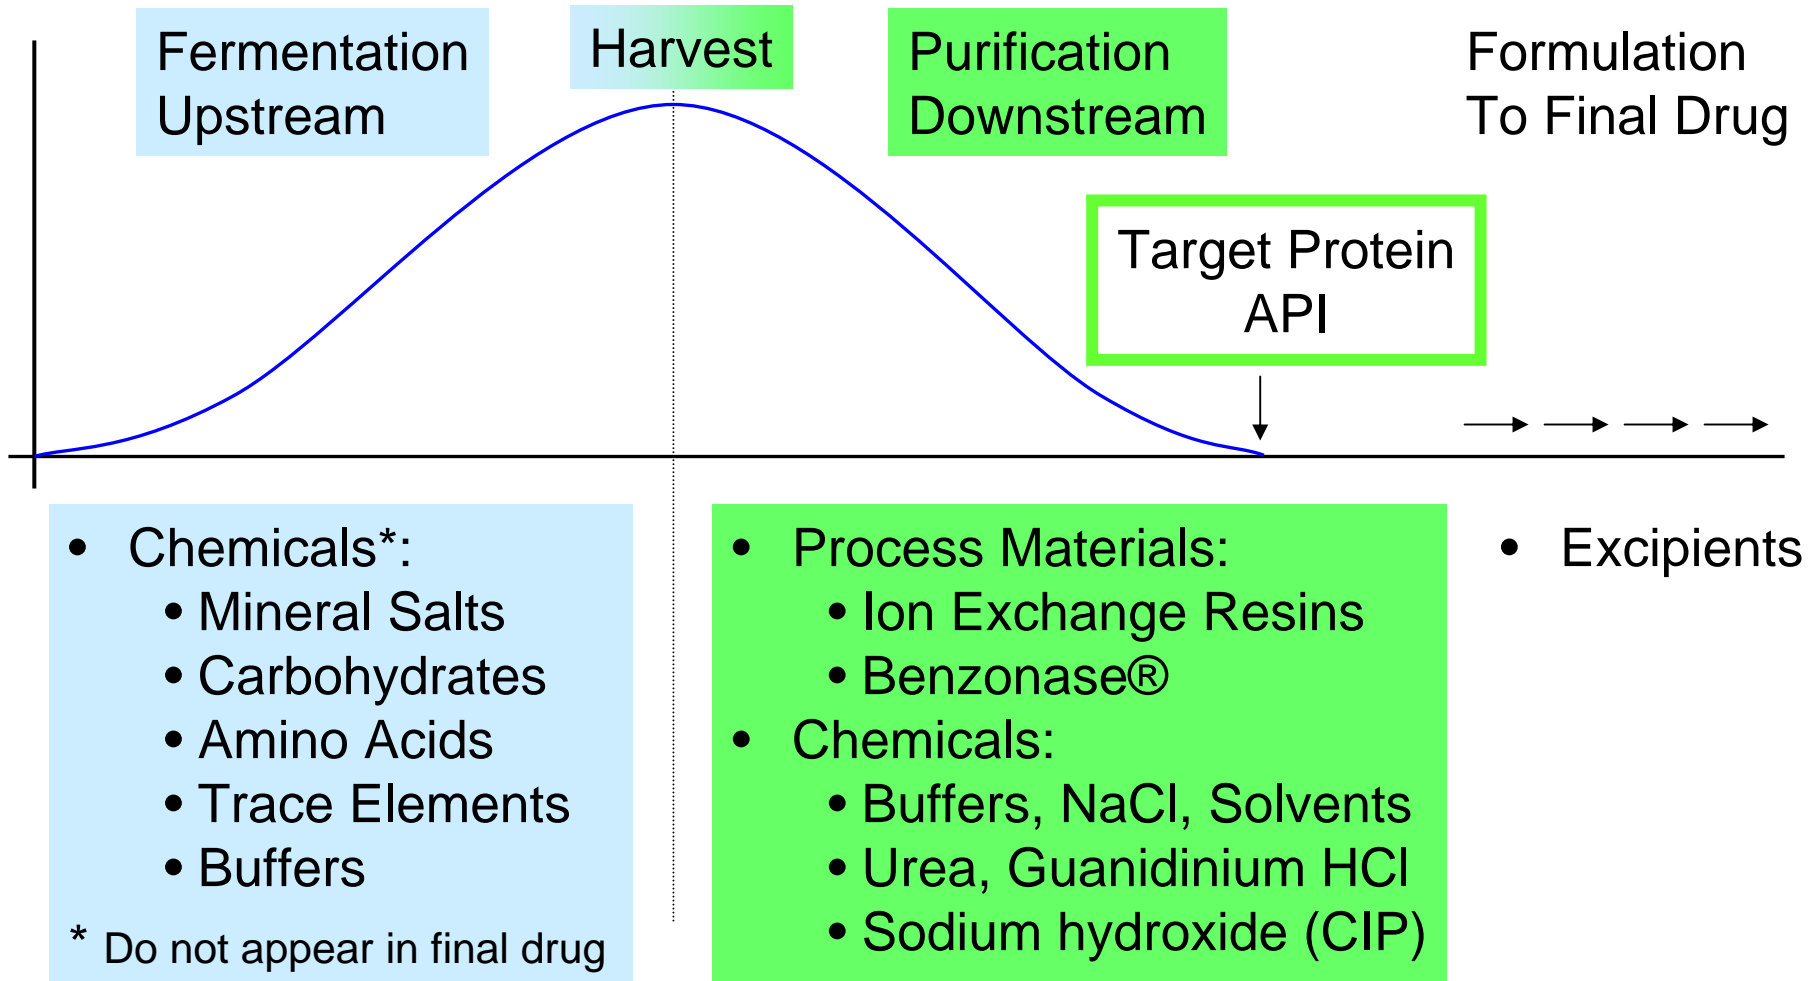 Fermentation
Upstream
Harvest
Purification
Downstream
Formulation
To Final Drug
Target Protein
API
• Chemicals*:
• Mineral Salts
• Carbohydrates
• Amino Acids
• Trace Elements
• Buffers
* Do not appear in final drug
• Process Materials:
• Ion Exchange Resins
• Benzonase®
• Chemicals:
• Buffers, NaCl, Solvents
• Urea, Guanidinium HCl
• Sodium hydroxide (CIP)
• Excipients